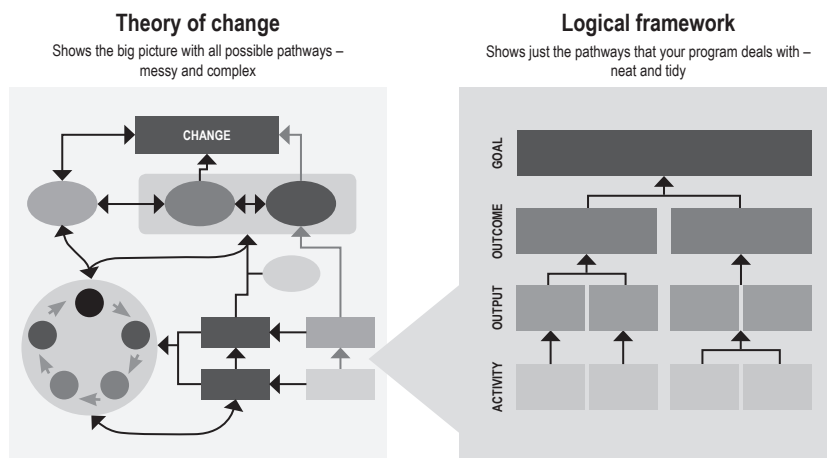 Theory of change
Shows the big picture with all possible pathways –
messy and complex
CHANGE
Logical framework
Shows just the pathways that your program deals with –
neat and tidy
GOAL
OUTCOME
OUTPUT
ACTIVITY